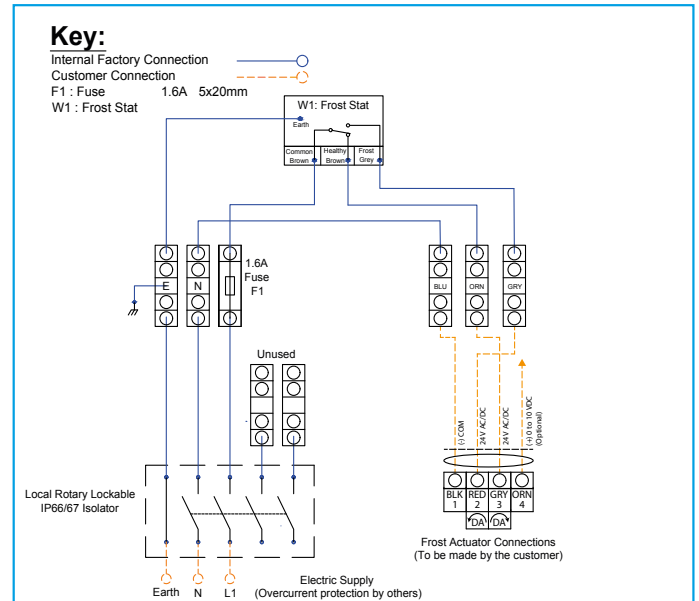 Key:
Internal Factory Connection
Customer Connection
F1 : Fuse 1.6A 5x20mm
W1 : Frost Stat
W1: Frost Stat
Earth
Common Healthy Frost
Brown Brown Grey
E N
1.6A
Fuse
F1
BLU ORN GRY
Unused
(-) COM
24V AC/DC
24V AC/DC
(+) 0 to 10 VDC
(Optional)
Local Rotary Lockable
IP66/67 Isolator
BLK RED GRY ORN
1 2 3 4
DA DA
Frost Actuator Connections
(To be made by the customer)
Earth N L1
Electric Supply
(Overcurrent protection by others)